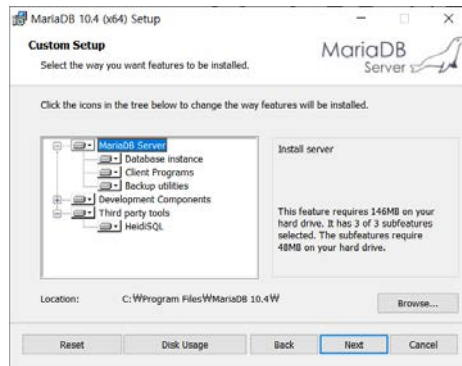 MariaDB 10.4 (x64) Setup
Custom Setup
Select the way you want features to be installed.
MariaDB
Server
Click the icons in the tree below to change the way features will be installed.
MariaDB Server
Database instance
Client Programs
Backup utilities
Development Components
Third party tools
HeidiSQL
Install server
This feature requires 146MB on your
hard drive. It has 3 of 3 subfeatures
selected. The subfeatures require
48MB on your hard drive.
Location: C:₩Program Files₩MariaDB 10.4₩
Browse...
Reset Disk Usage Back Next Cancel